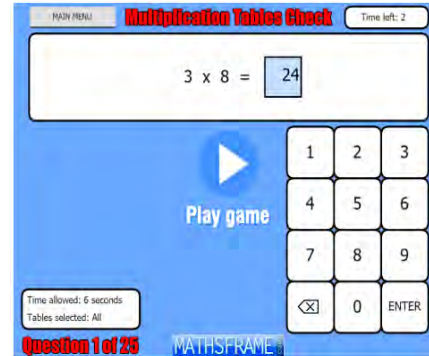 MAIN MENU
Multiplication Tables Check
Time left: 2
3 x 8 = 24
Play game
1 2 3
4 5 6
7 8 9
0 ENTER
Time allowed: 6 seconds
Tables selected: All
Question 1 of 25
MATHSFRAME